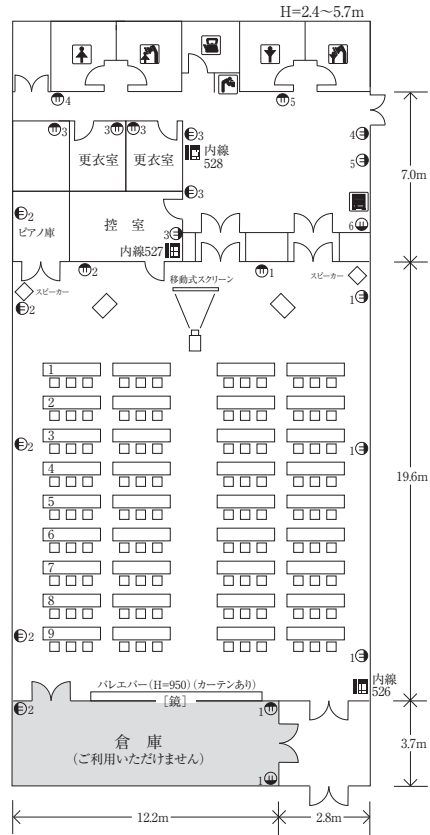 H=2.4～5.7m
4
5
3
3
3
3
更衣室
更衣室
内線
528
4
5
7.0m
3
2
ピアノ庫
控 室
3
6
内線527
2
1
移動式スクリーン
スピーカー
スピーカー
2
1
1
2
3
2
1
4
19.6m
5
6
7
8
9
2
1
内線
526
バレエバー(H=950)(カーテンあり)
[鏡]
2
1
倉 庫
(ご利用いただけません)
3.7m
1
12.2m
2.8m